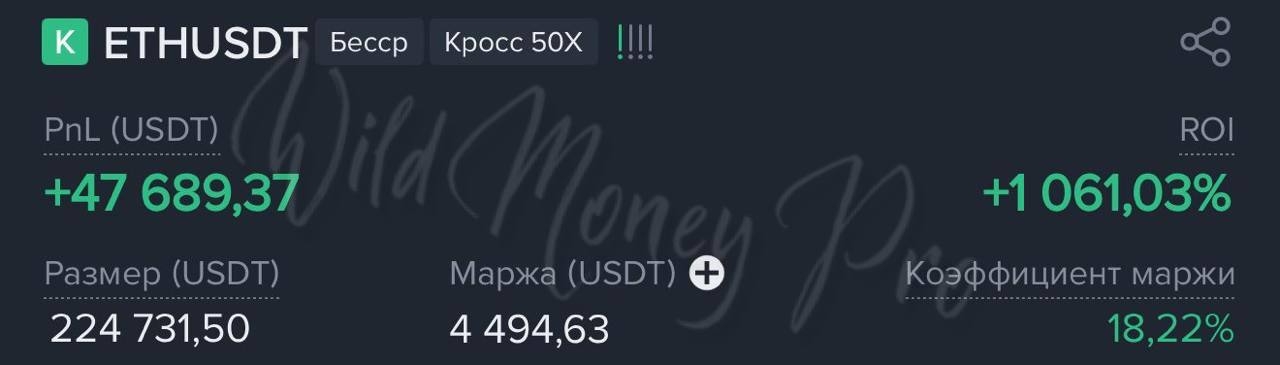 К ETHUSDT Бесср Кросс 50X !!!!
PnL (USDT) ROI
+47 689,37 +1 061,03%
Размер (USDT) Маржа (USDT) Коэффициент маржи
224 731,50 4 494,63 18,22%
Wild Money Pro